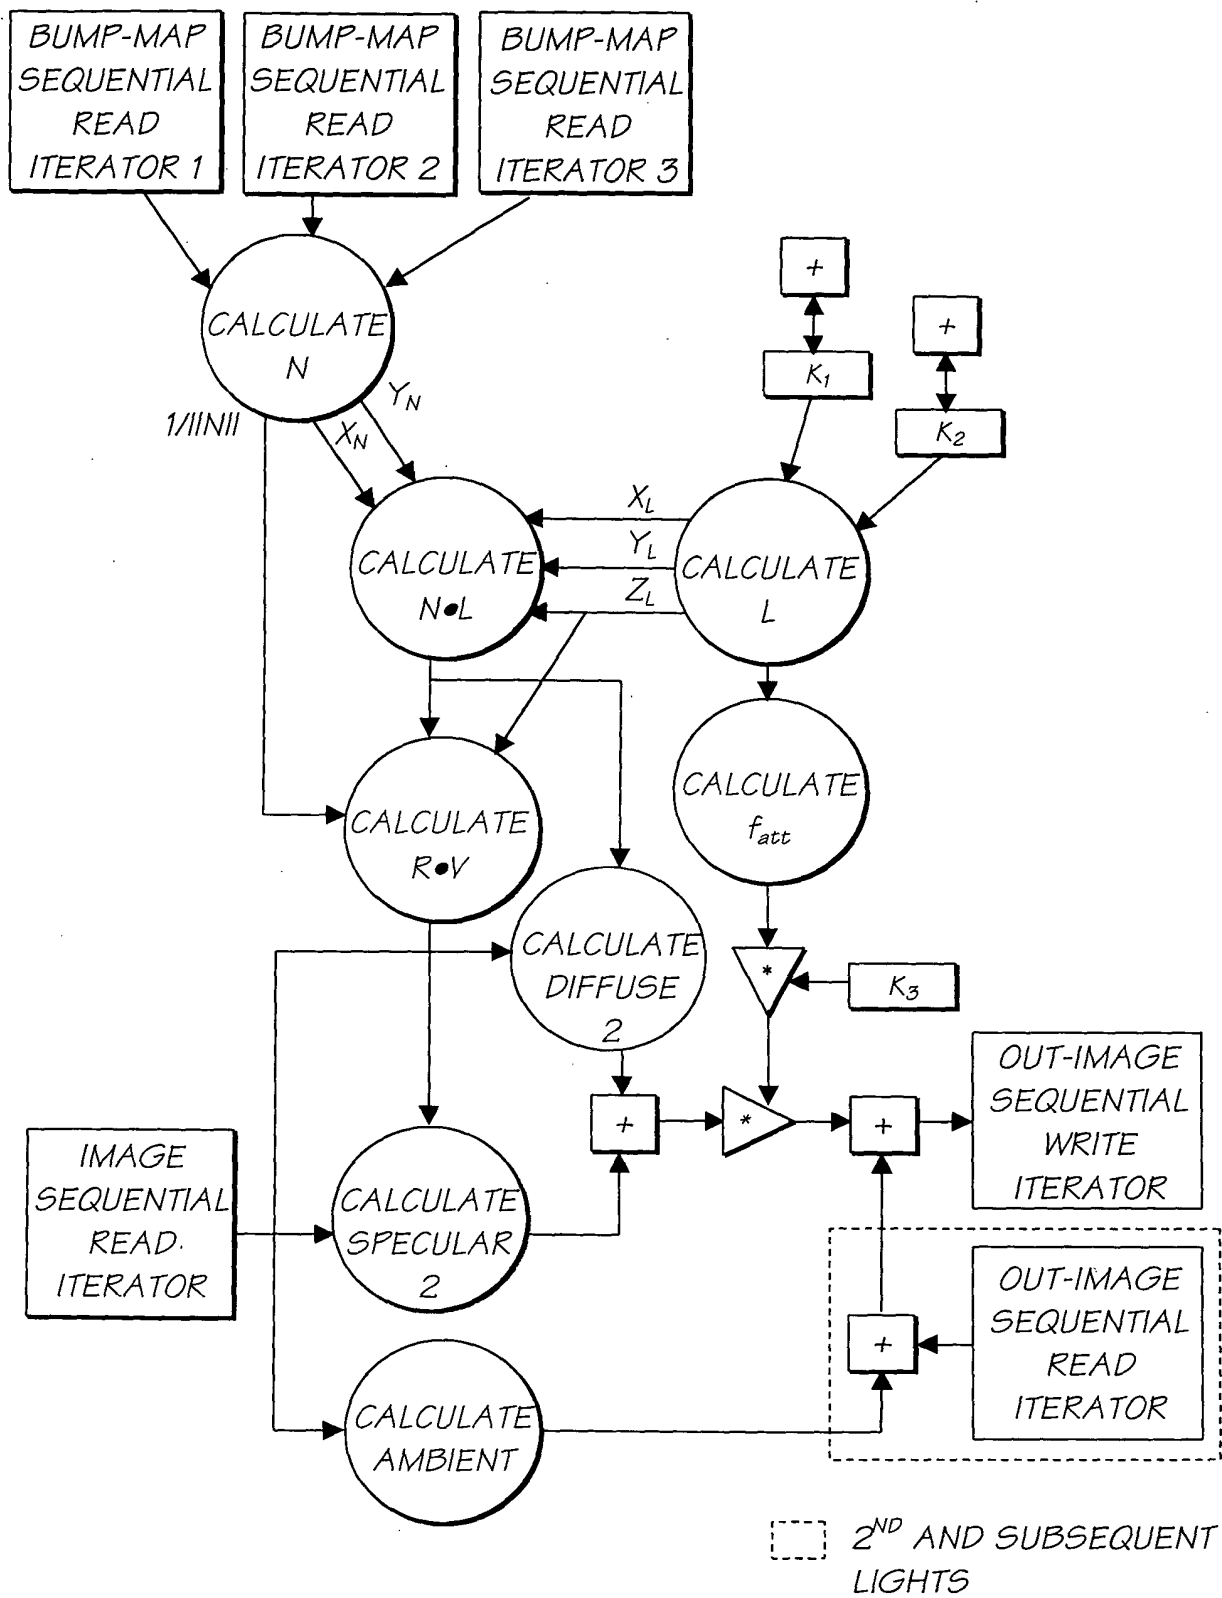 BUMP-MAP
SEQUENTIAL
READ
ITERATOR 1
BUMP-MAP
SEQUENTIAL
READ
ITERATOR 2
BUMP-MAP
SEQUENTIAL
READ
ITERATOR 3
CALCULATE
N
+
K1
+
K2
1/||N||
XN
YN
CALCULATE
N•L
XL
YL
ZL
CALCULATE
L
CALCULATE
R•V
CALCULATE
fatt
CALCULATE
DIFFUSE
2
*
K3
IMAGE
SEQUENTIAL
READ
ITERATOR
CALCULATE
SPECULAR
2
+
*
+
OUT-IMAGE
SEQUENTIAL
WRITE
ITERATOR
+
OUT-IMAGE
SEQUENTIAL
READ
ITERATOR
CALCULATE
AMBIENT
2ND AND SUBSEQUENT
LIGHTS